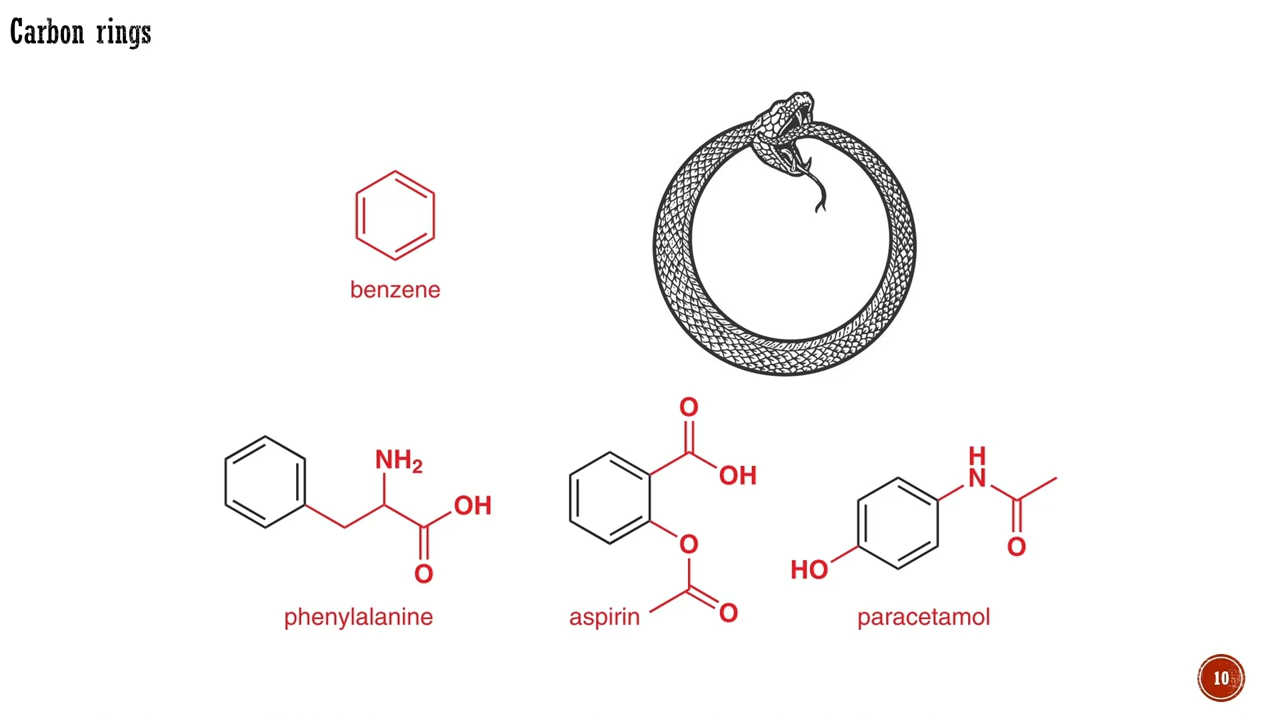 Carbon rings
benzene
NH₂
OH
O
phenylalanine
O
OH
O
O
aspirin
H
N
O
HO
paracetamol
10